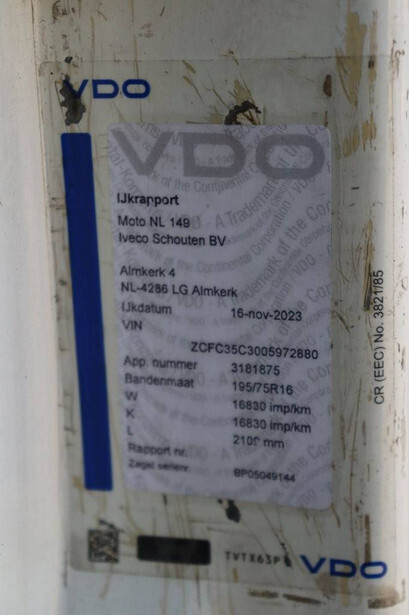 VDO
VDO
IJkrapport
Moto NL 149
Iveco Schouten BV
Almkerk 4
NL-4286 LG Almkerk
IJkdatum 16-nov-2023
VIN
ZCFC35C3005972880
App. nummer 3181875
Bandenmaat 195/75R16
W 16830 imp/km
K 16830 imp/km
L mm
Rapport nr.
Zegel serienr. BP05049144
VDO
CR (EEC) No. 3821/85